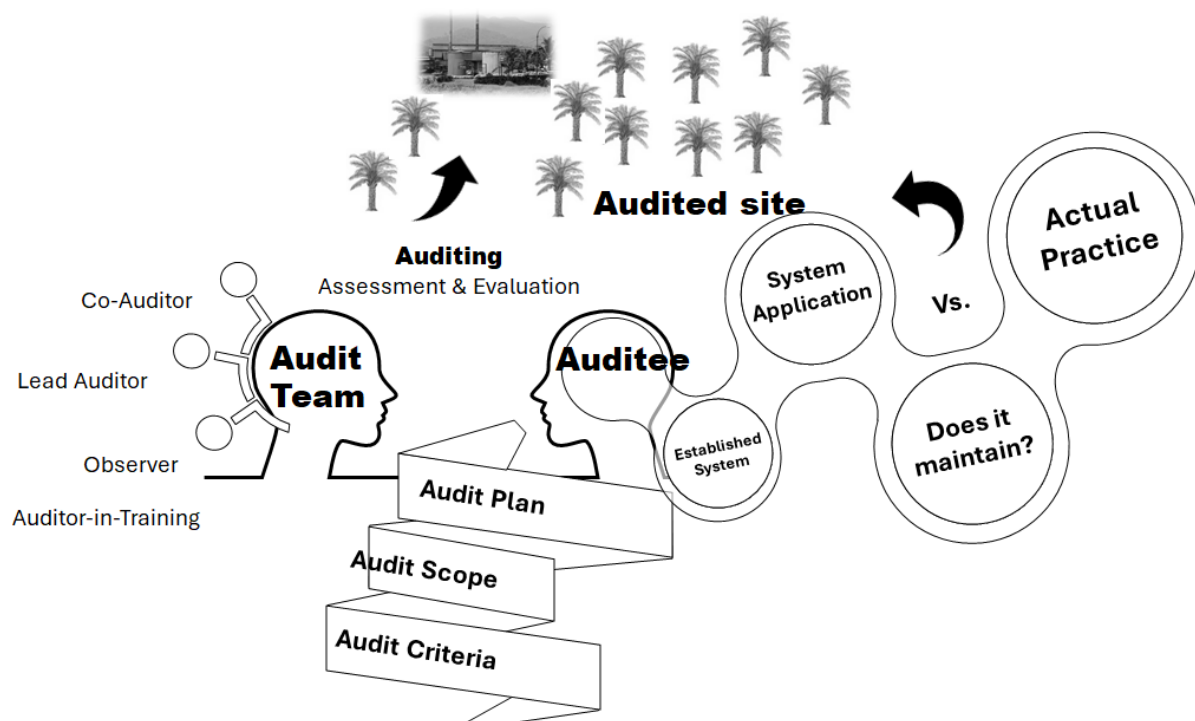 Audited site
Auditing
Assessment & Evaluation
Co-Auditor
Lead Auditor
Observer
Auditor-in-Training
Audit
Team
Auditee
Established
System
System
Application
Vs.
Actual
Practice
Does it
maintain?
Audit Plan
Audit Scope
Audit Criteria